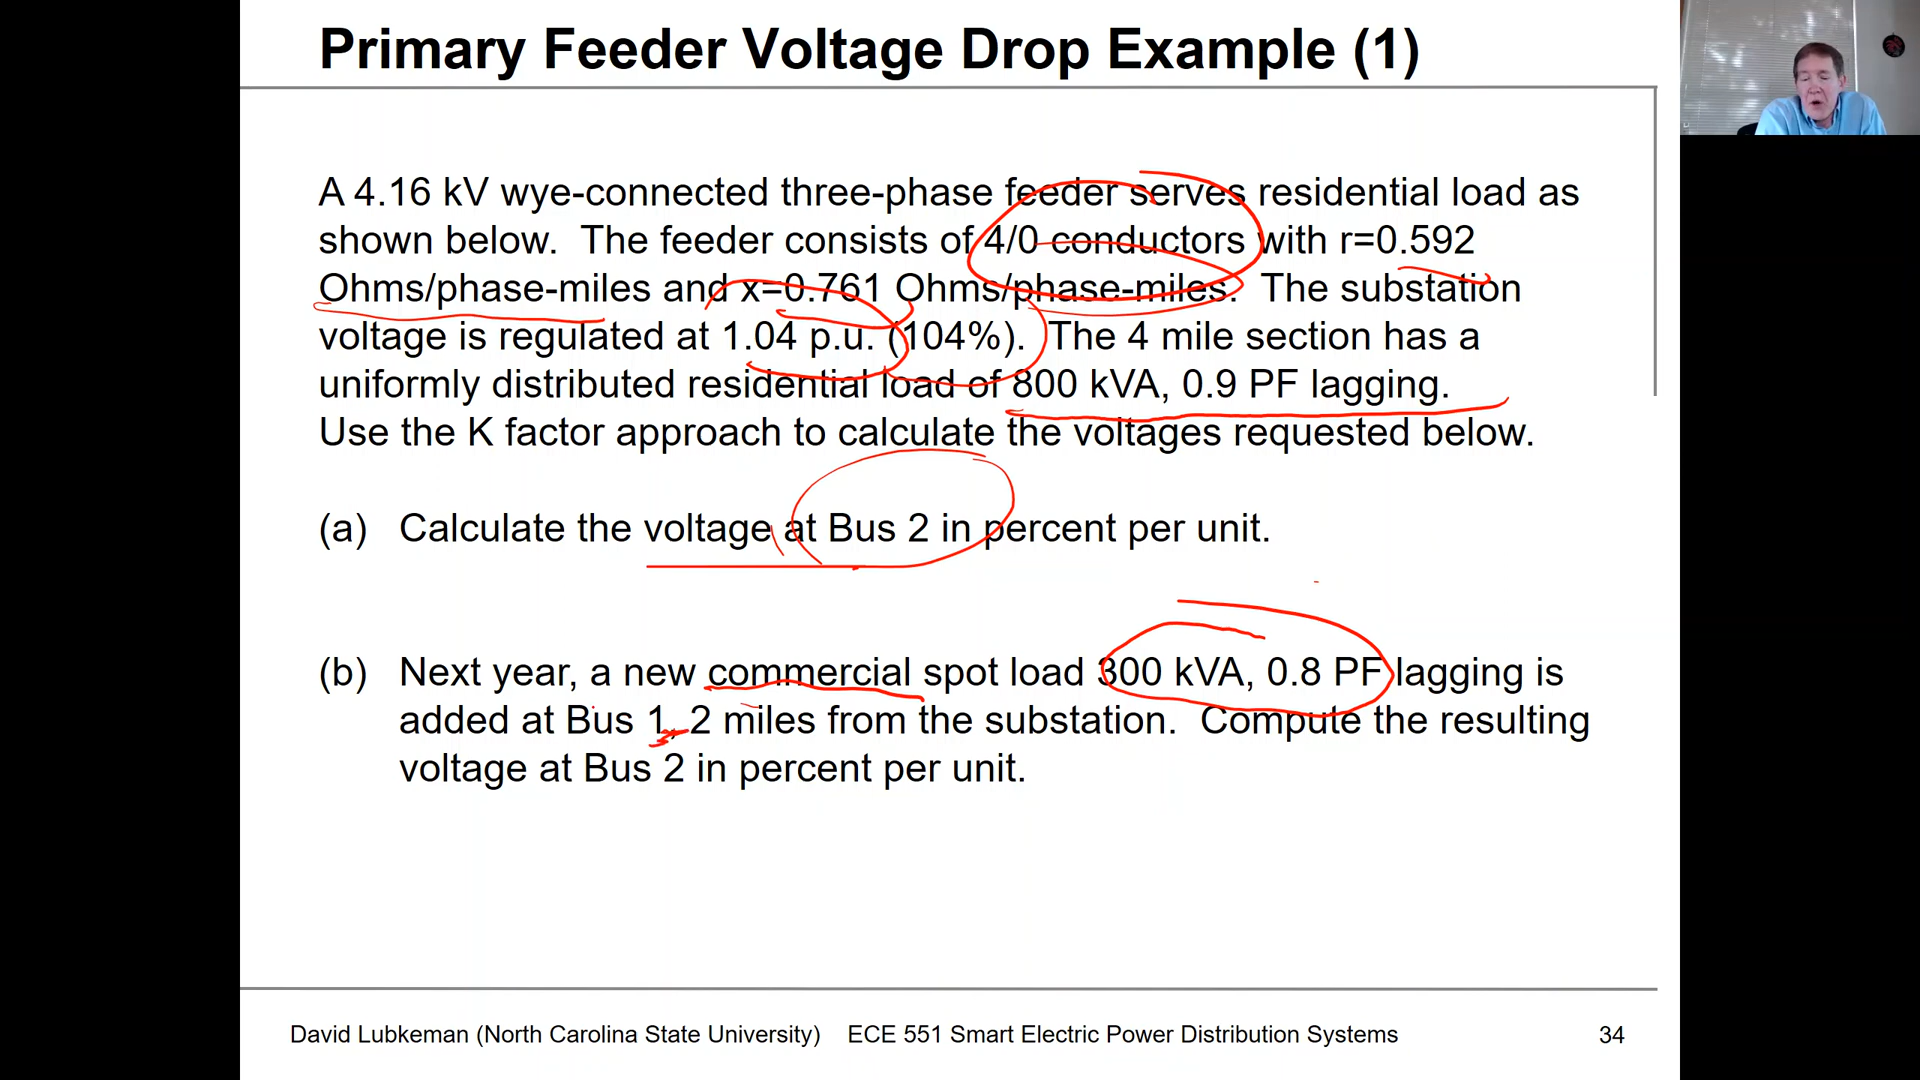 Primary Feeder Voltage Drop Example (1)
A 4.16 kV wye-connected three-phase feeder serves residential load as
shown below. The feeder consists of 4/0 conductors with r=0.592
Ohms/phase-miles and x=0.761 Ohms/phase-miles. The substation
voltage is regulated at 1.04 p.u. (104%). The 4 mile section has a
uniformly distributed residential load of 800 kVA, 0.9 PF lagging.
Use the K factor approach to calculate the voltages requested below.
(a) Calculate the voltage at Bus 2 in percent per unit.
(b) Next year, a new commercial spot load 300 kVA, 0.8 PF lagging is
added at Bus 1, 2 miles from the substation. Compute the resulting
voltage at Bus 2 in percent per unit.
David Lubkeman (North Carolina State University) ECE 551 Smart Electric Power Distribution Systems 34